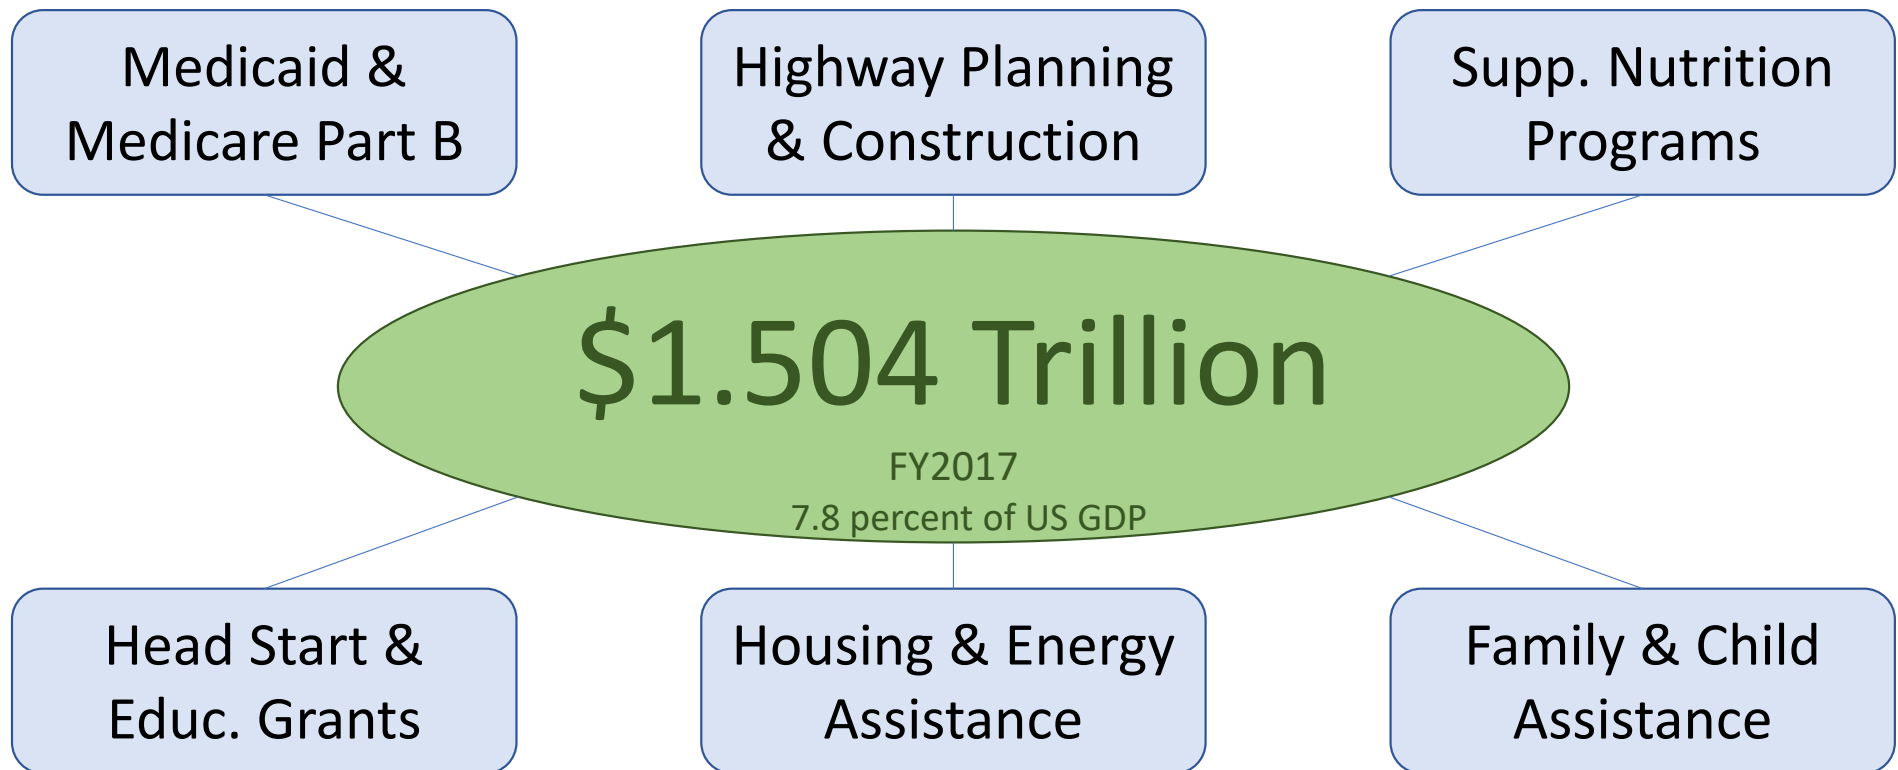 Medicaid &
Medicare Part B
Highway Planning
& Construction
Supp. Nutrition
Programs
$1.504 Trillion
FY2017
7.8 percent of US GDP
Head Start &
Educ. Grants
Housing & Energy
Assistance
Family & Child
Assistance